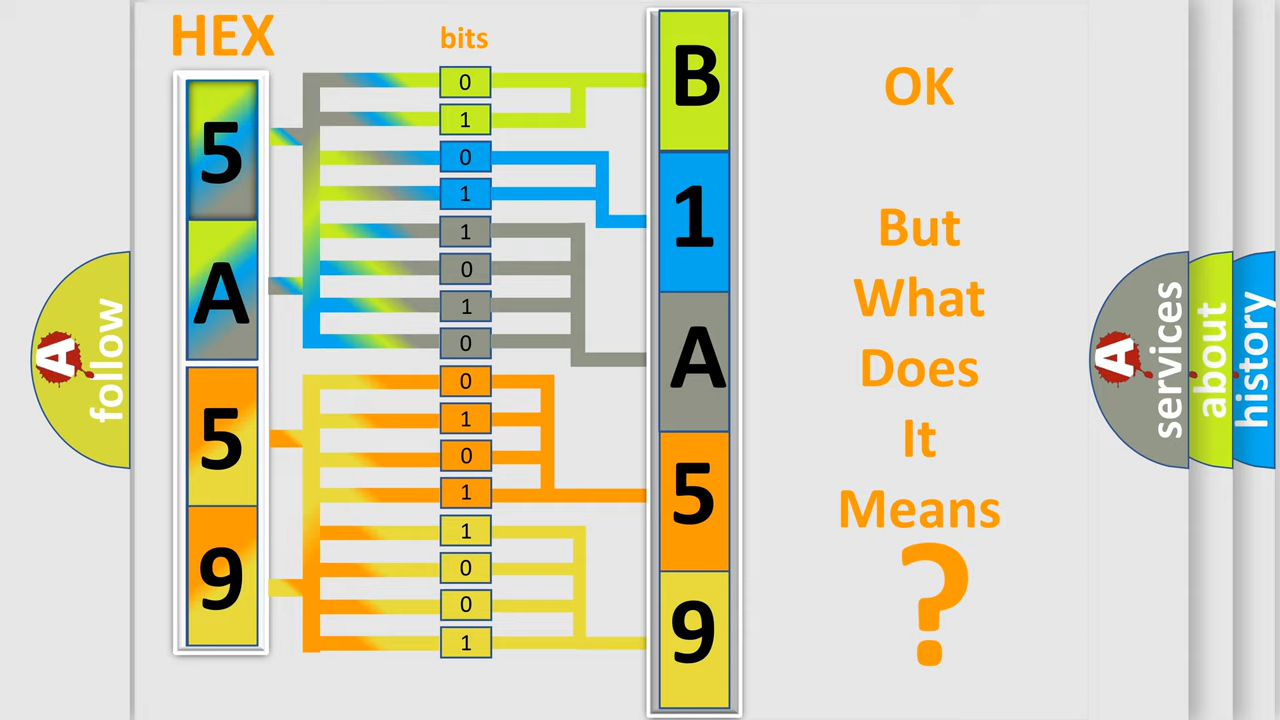 HEX
bits
5
A
5
9
0
1
0
1
1
0
1
0
0
1
0
1
1
0
0
1
B
1
A
5
9
OK
But
What
Does
It
Means
?
A
follow
A
services
about
history